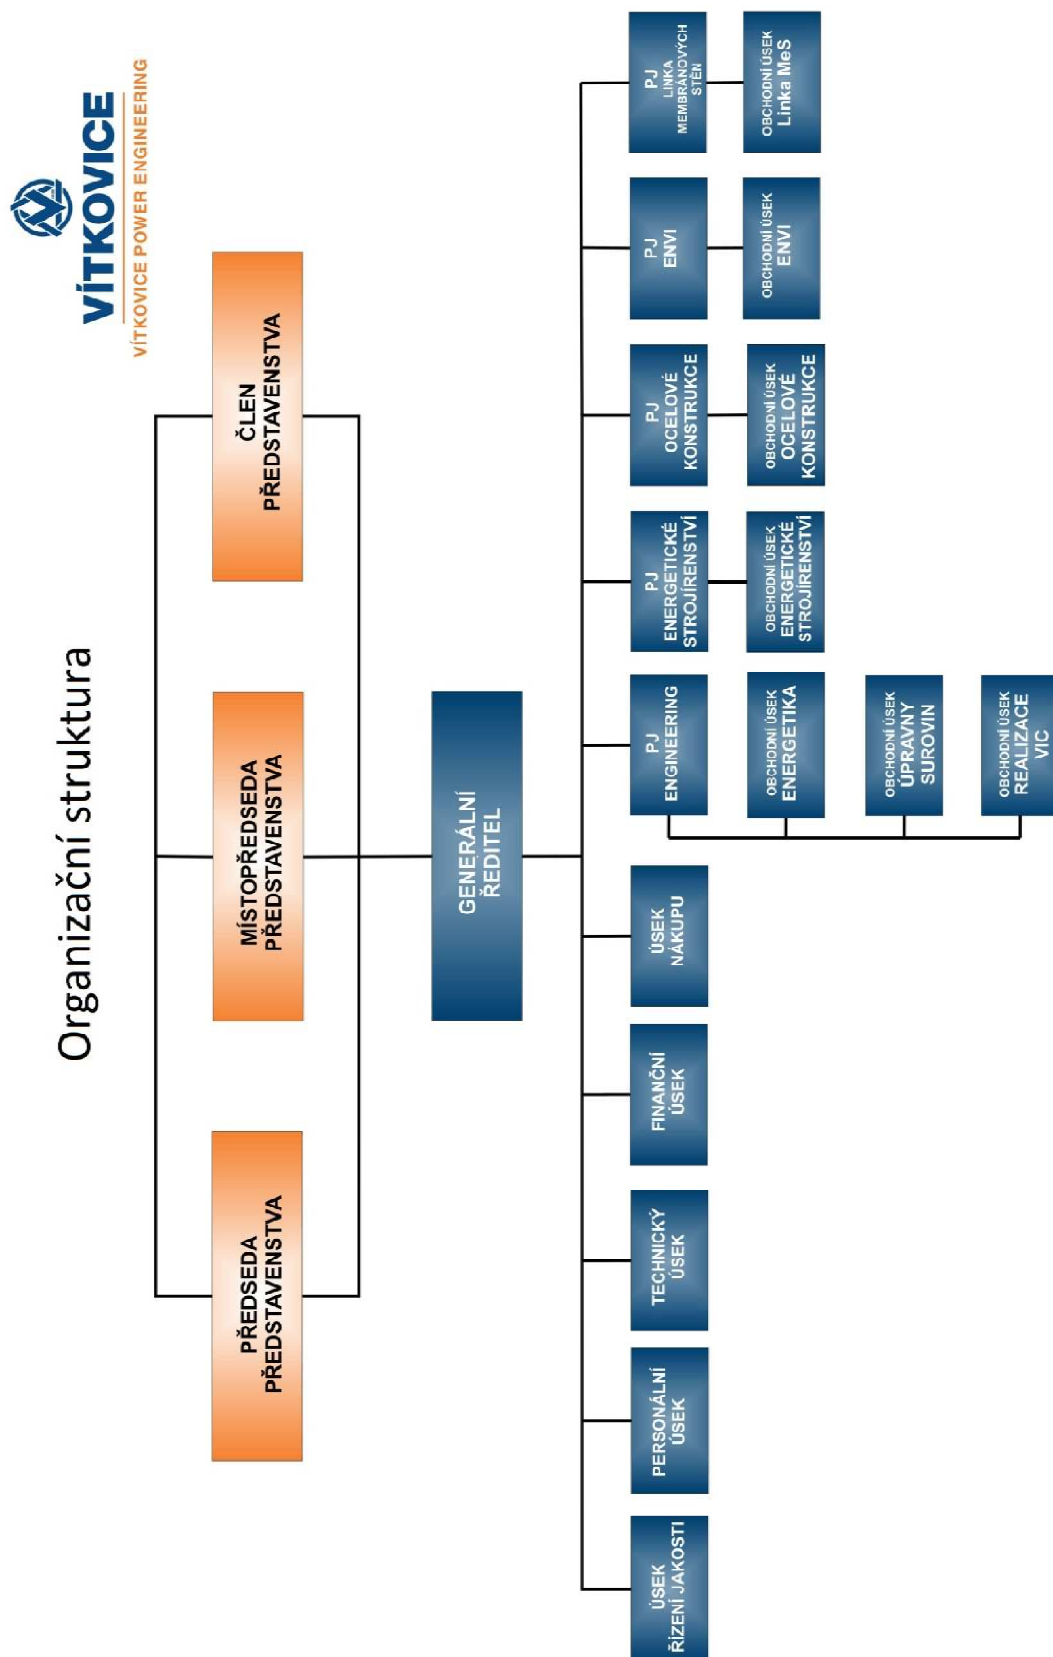 Organizační struktura
VÍTKOVICE
VÍTKOVICE POWER ENGINEERING
PŘEDSEDA
PŘEDSTAVENSTVA
MÍSTOPŘEDSEDA
PŘEDSTAVENSTVA
ČLEN
PŘEDSTAVENSTVA
GENERÁLNÍ
ŘEDITEL
ÚSEK
ŘÍZENÍ JAKOSTI
PERSONÁLNÍ
ÚSEK
TECHNICKÝ
ÚSEK
FINANČNÍ
ÚSEK
ÚSEK
NÁKUPU
PJ
ENGINEERING
PJ
ENERGETICKÉ
STROJÍRENSTVÍ
PJ
OCELOVÉ
KONSTRUKCE
PJ
ENVI
PJ
LINKA
MEMBRÁNOVÝCH
STĚN
OBCHODNÍ ÚSEK
ENERGETIKA
OBCHODNÍ ÚSEK
ENERGETICKÉ
STROJÍRENSTVÍ
OBCHODNÍ ÚSEK
OCELOVÉ
KONSTRUKCE
OBCHODNÍ ÚSEK
ENVI
OBCHODNÍ ÚSEK
Linka MeS
OBCHODNÍ ÚSEK
ÚPRAVNY
SUROVIN
OBCHODNÍ ÚSEK
REALIZACE
VIC